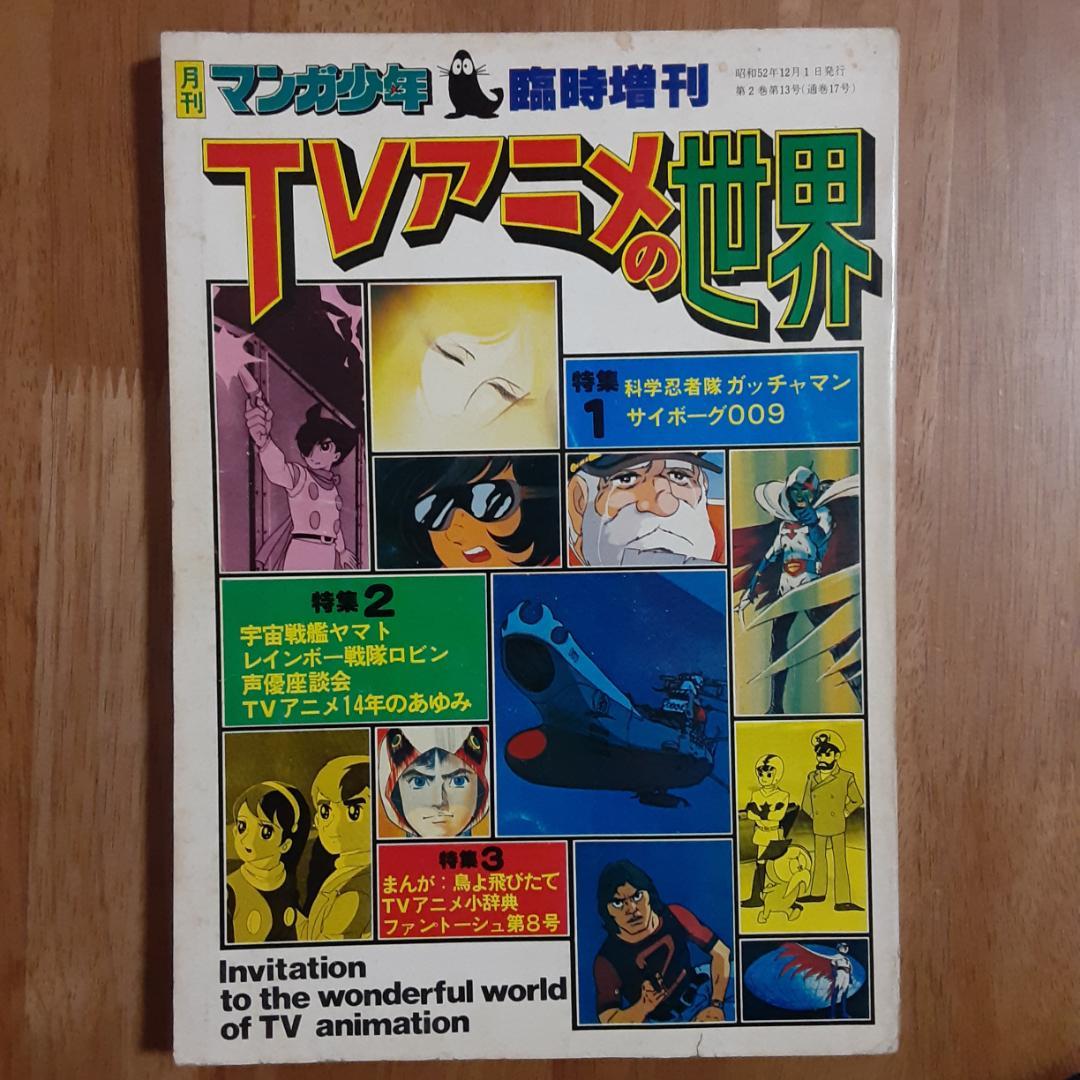 月刊 マンガ少年 臨時増刊
昭和52年12月1日発行
第2巻第13号(通巻17号)
TVアニメの世界
特集1
科学忍者隊ガッチャマン
サイボーグ009
特集2
宇宙戦艦ヤマト
レインボー戦隊ロビン
声優座談会
TVアニメ14年のあゆみ
特集3
まんが:鳥よ飛びたて
TVアニメ小辞典
ファントーシュ第8号
Invitation
to the wonderful world
of TV animation